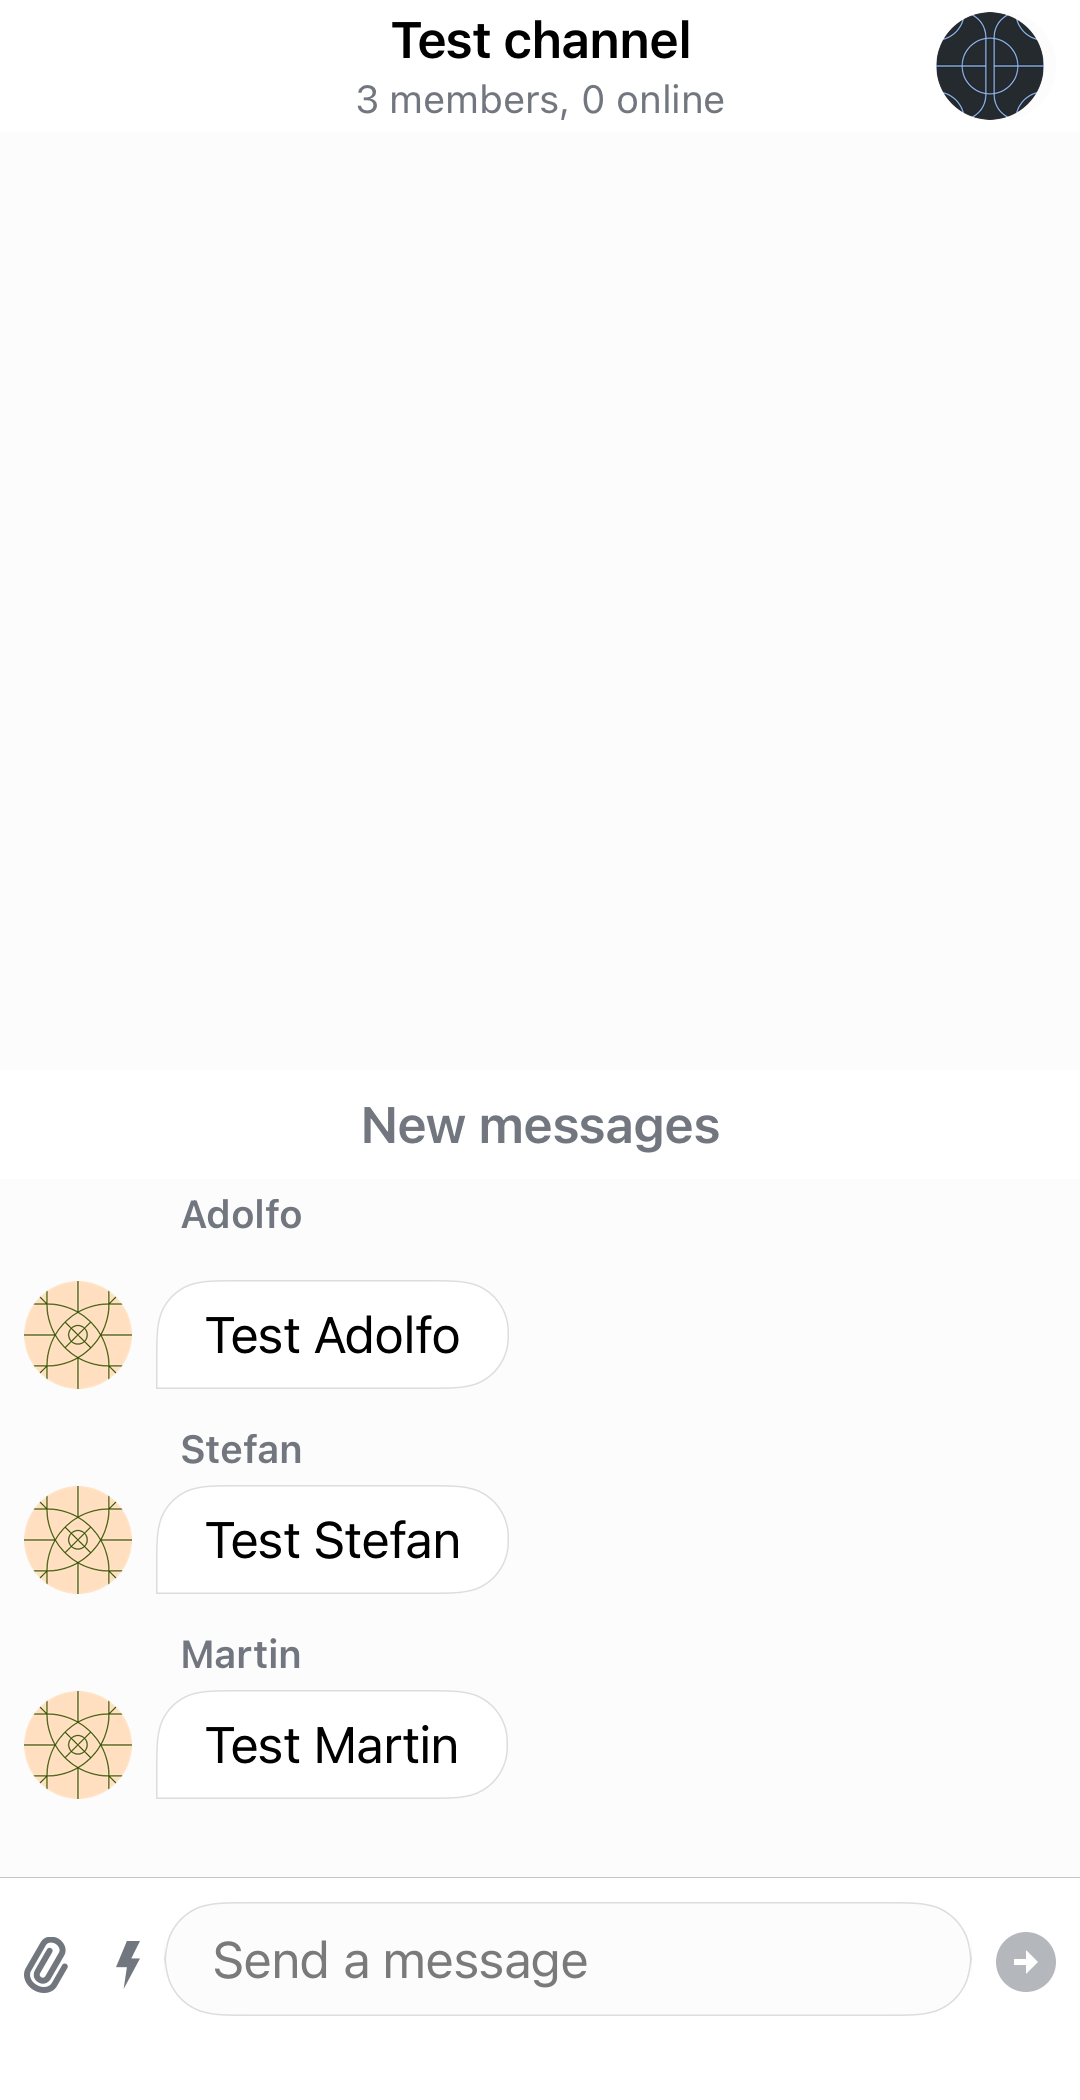 Test channel
3 members, 0 online
New messages
Adolfo
Test Adolfo
Stefan
Test Stefan
Martin
Test Martin
Send a message